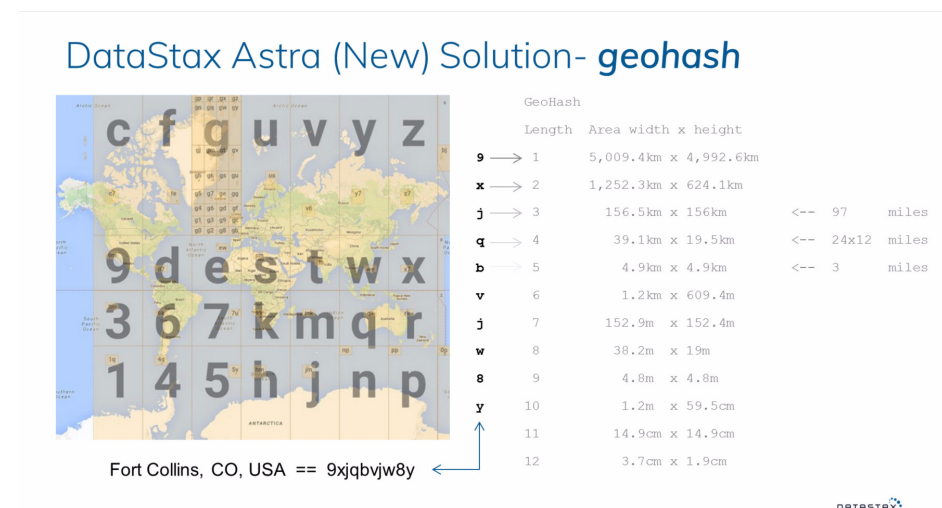 DataStax Astra (New) Solution- geohash
GeoHash
Length Area width x height
9 1 5,009.4km x 4,992.6km
x 2 1,252.3km x 624.1km
j 3 156.5km x 156km <-- 97 miles
q 4 39.1km x 19.5km <-- 24x12 miles
b 5 4.9km x 4.9km <-- 3 miles
v 6 1.2km x 609.4m
j 7 152.9m x 152.4m
w 8 38.2m x 19m
8 9 4.8m x 4.8m
y 10 1.2m x 59.5cm
11 14.9cm x 14.9cm
12 3.7cm x 1.9cm
c f g u v y z
9 d e s t w x
3 6 7 k m q r
1 4 5 h j n p
ANTARCTICA
Fort Collins, CO, USA == 9xjqbvjw8y
DATASTAX